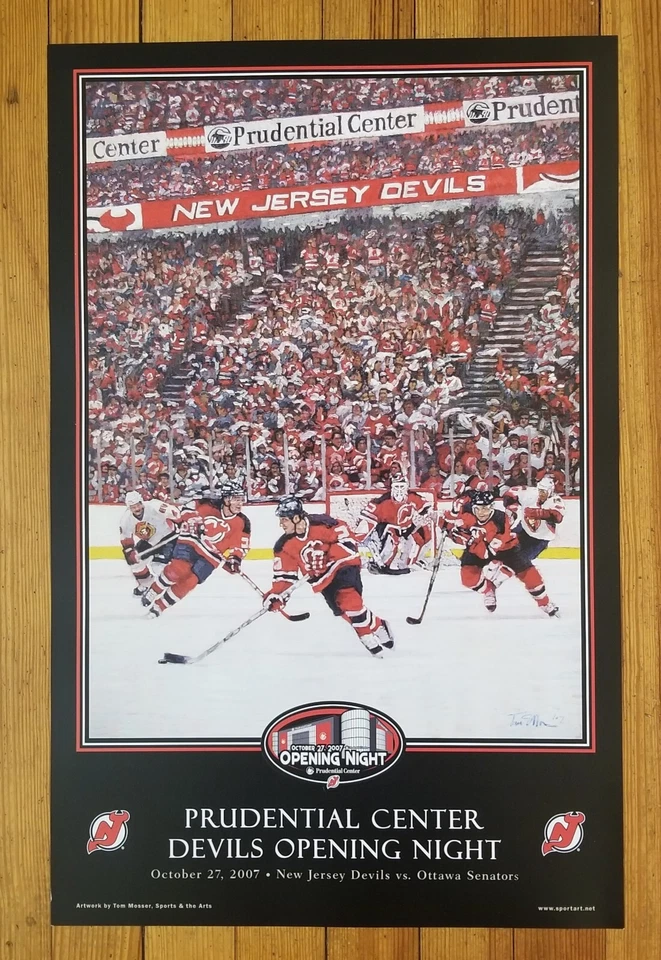 Center Prudential Center Prudent
NEW JERSEY DEVILS
OCTOBER 27, 2007
OPENING NIGHT
Prudential Center
PRUDENTIAL CENTER
DEVILS OPENING NIGHT
October 27, 2007 • New Jersey Devils vs. Ottawa Senators
Artwork by Tom Mosser, Sports & the Arts
www.sportart.net